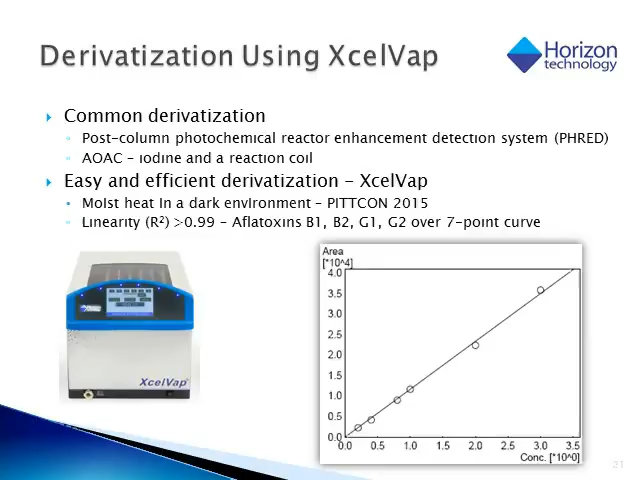 Derivatization Using XcelVap
Horizon
technology
Common derivatization
Post-column photochemical reactor enhancement detection system (PHRED)
AOAC – iodine and a reaction coil
Easy and efficient derivatization – XcelVap
Moist heat in a dark environment – PITTCON 2015
Linearity (R²) >0.99 – Aflatoxins B1, B2, G1, G2 over 7-point curve
XcelVap
Area
[*10^4]
4.0
3.5
3.0
2.5
2.0
1.5
1.0
0.5
0.0
0.0 0.5 1.0 1.5 2.0 2.5 3.0 3.5
Conc. [*10^0]
21